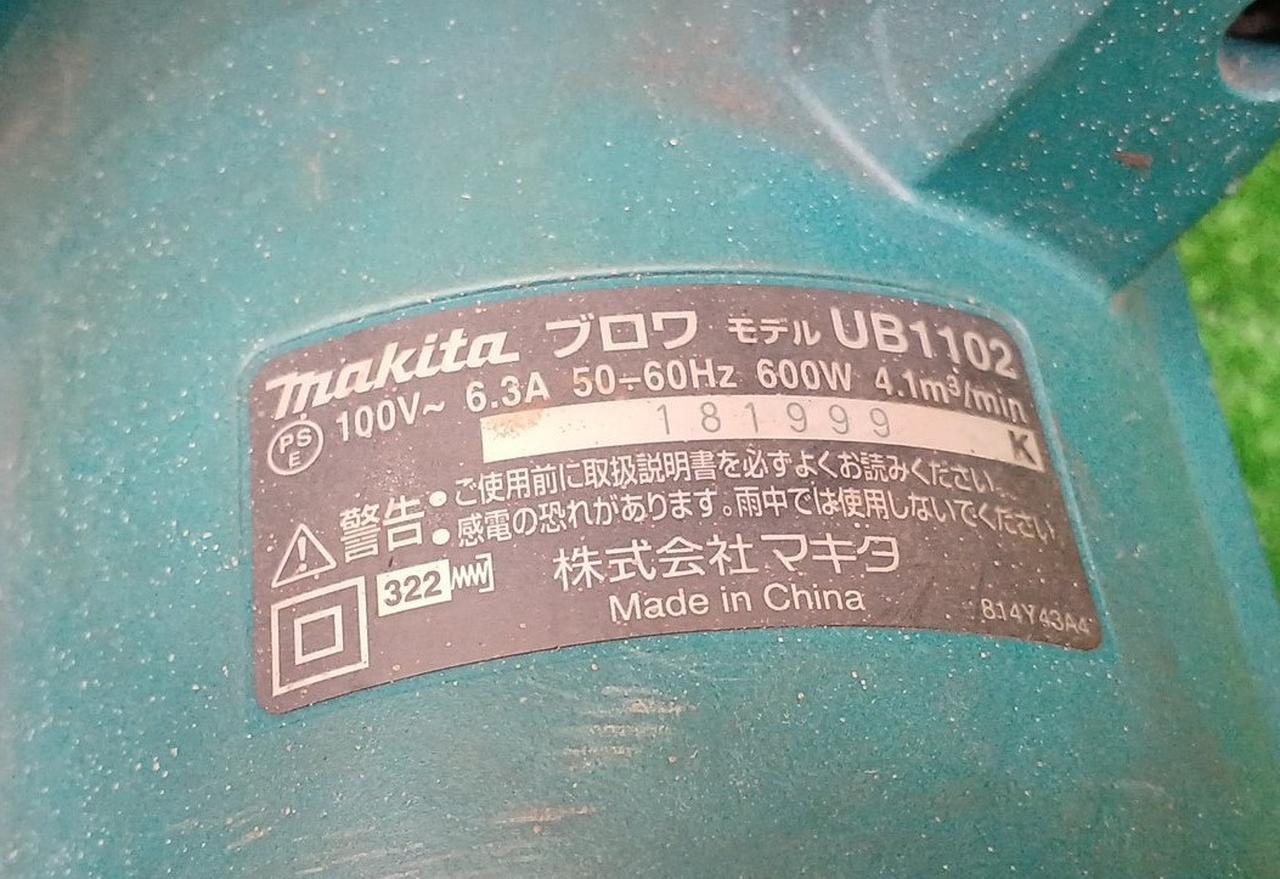 makita ブロワ モデル UB1102
100V~ 6.3A 50÷60Hz 600W 4.1m³/min
PS E
181999 K
警告
• ご使用前に取扱説明書を必ずよくお読みください。
• 感電の恐れがあります。雨中では使用しないでください。
322
株式会社マキタ
Made in China
814Y43A4